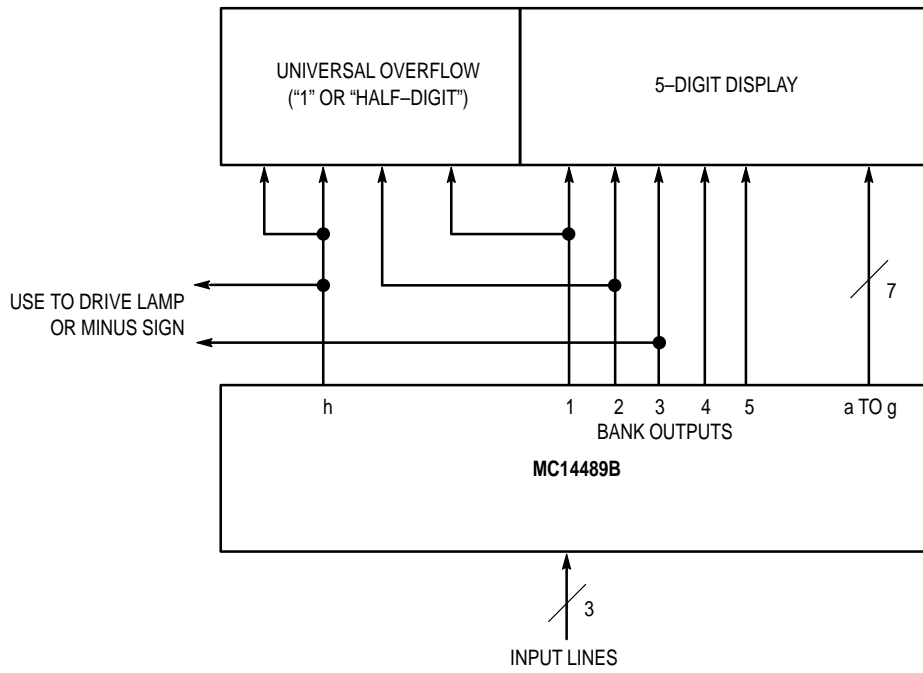 UNIVERSAL OVERFLOW
(“1” OR “HALF–DIGIT”)
5–DIGIT DISPLAY
USE TO DRIVE LAMP
OR MINUS SIGN
7
h
1 2 3 4 5
a TO g
BANK OUTPUTS
MC14489B
3
INPUT LINES